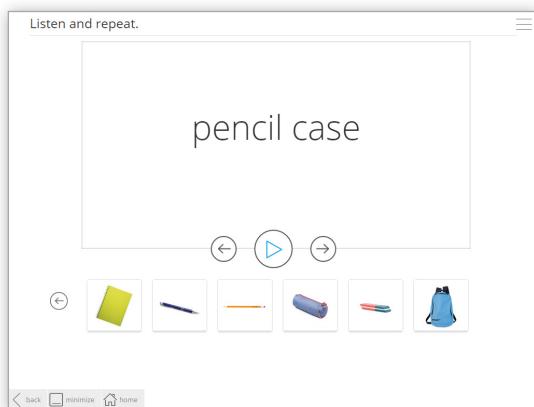 Listen and repeat.
pencil case
back minimize home